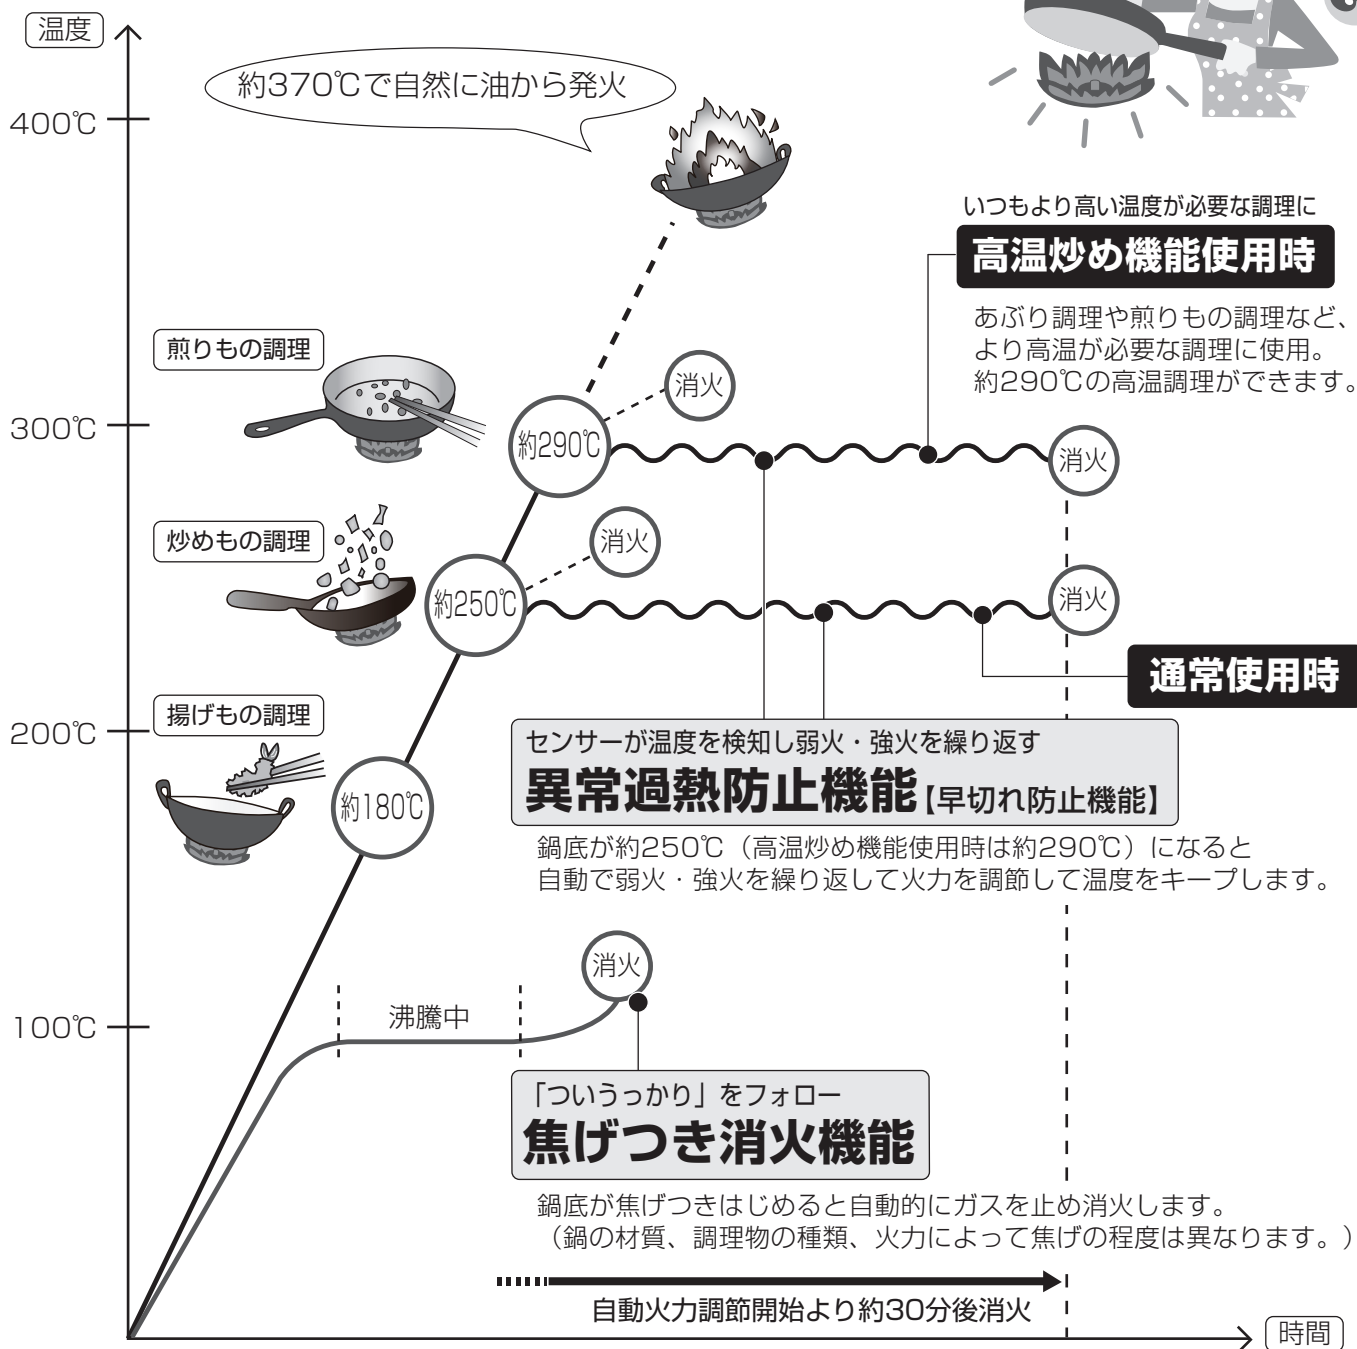 温度
約370℃で自然に油から発火
400℃
いつもより高い温度が必要な調理に
高温炒め機能使用時
あぶり調理や煎りもの調理など、
より高温が必要な調理に使用。
約290℃の高温調理ができます。
煎りもの調理
消火
300℃
約290℃
消火
炒めもの調理
消火
約250℃
消火
通常使用時
揚げもの調理
200℃
約180℃
センサーが温度を検知し弱火・強火を繰り返す
異常過熱防止機能【早切れ防止機能】
鍋底が約250℃（高温炒め機能使用時は約290℃）になると
自動で弱火・強火を繰り返して火力を調節して温度をキープします。
消火
100℃
沸騰中
「ついうっかり」をフォロー
焦げつき消火機能
鍋底が焦げつきはじめると自動的にガスを止め消火します。
（鍋の材質、調理物の種類、火力によって焦げの程度は異なります。）
自動火力調節開始より約30分後消火
時間